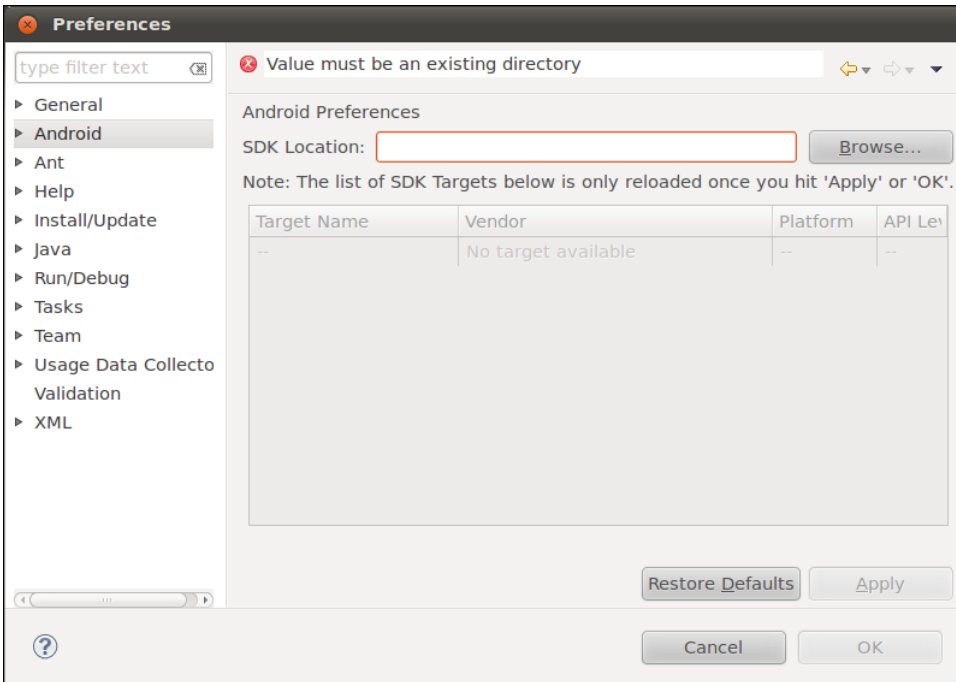 Preferences
type filter text
General
Android
Ant
Help
Install/Update
Java
Run/Debug
Tasks
Team
Usage Data Collecto
Validation
XML
Value must be an existing directory
Android Preferences
SDK Location:
Browse...
Note: The list of SDK Targets below is only reloaded once you hit 'Apply' or 'OK'.
Target Name Vendor Platform API Lev
-- No target available -- --
Restore Defaults Apply
? Cancel OK